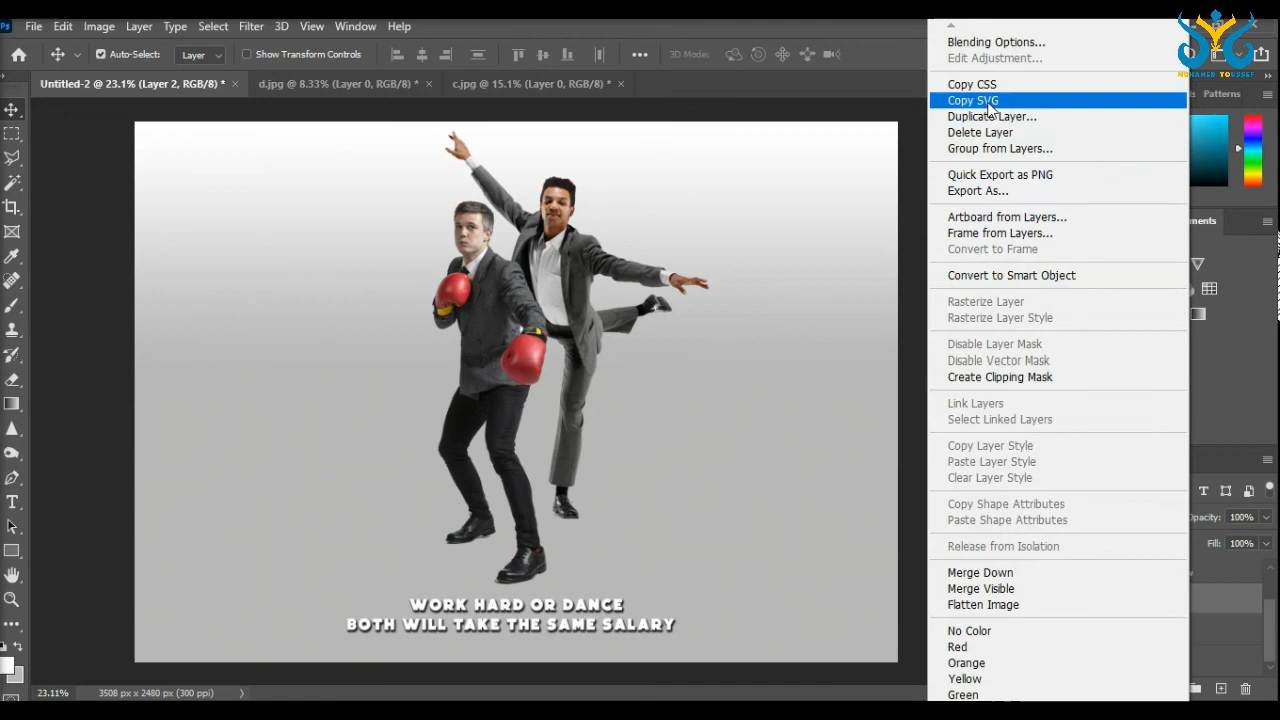 Ps
File Edit Image Layer Type Select Filter 3D View Window Help
Auto-Select: Layer Show Transform Controls 3D Mode:
Untitled-2 @ 23.1% (Layer 2, RGB/8) * × d.jpg @ 8.33% (Layer 0, RGB/8) * × c.jpg @ 15.1% (Layer 0, RGB/8) * ×
MOHAMED YOUSSEF
Patterns
Blending Options...
Edit Adjustment...
Copy CSS
Copy SVG
Duplicate Layer...
Delete Layer
Group from Layers...
Quick Export as PNG
Export As...
Artboard from Layers...
Frame from Layers...
Convert to Frame
Convert to Smart Object
Rasterize Layer
Rasterize Layer Style
Disable Layer Mask
Disable Vector Mask
Create Clipping Mask
Link Layers
Select Linked Layers
Copy Layer Style
Paste Layer Style
Clear Layer Style
Copy Shape Attributes
Paste Shape Attributes
Release from Isolation
Merge Down
Merge Visible
Flatten Image
No Color
Red
Orange
Yellow
Green
Opacity: 100%
Fill: 100%
WORK HARD OR DANCE
BOTH WILL TAKE THE SAME SALARY
23.11% 3508 px x 2480 px (300 ppi)